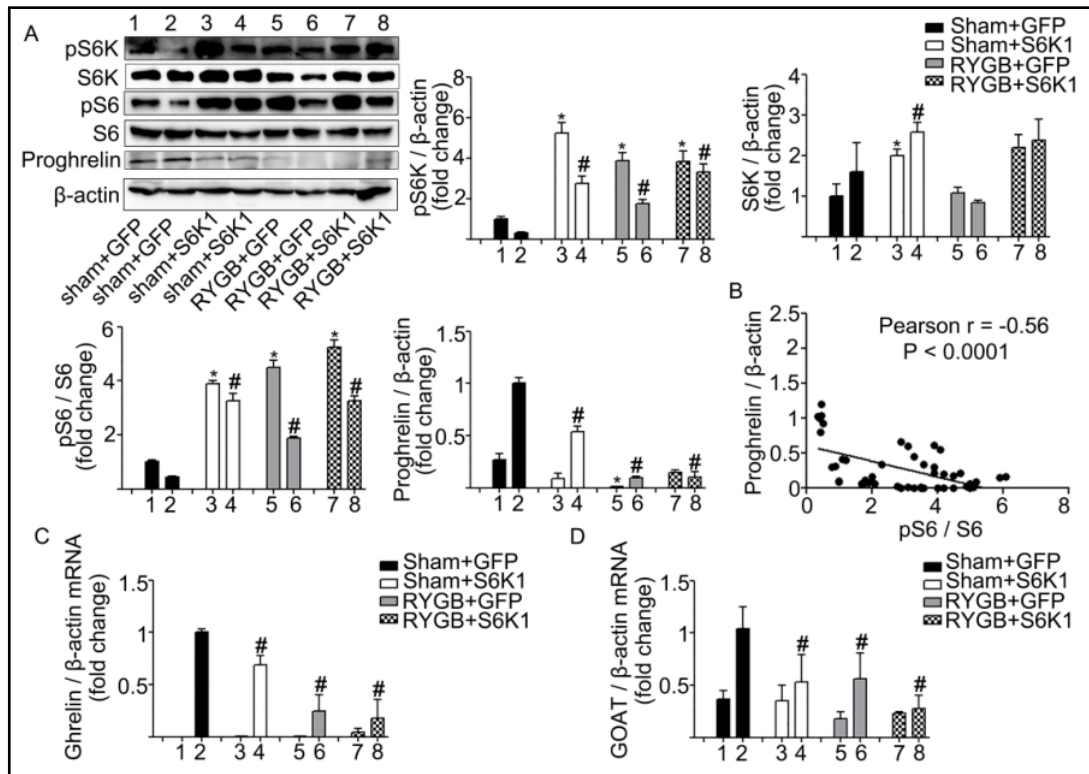 A
1 2 3 4 5 6 7 8
pS6K
S6K
pS6
S6
Proghrelin
β-actin
sham+GFP
sham+GFP
sham+S6K1
sham+S6K1
RYGB+GFP
RYGB+GFP
RYGB+S6K1
RYGB+S6K1
pS6K / β-actin
(fold change)
8
6
4
2
* # * # * #
1 2 3 4 5 6 7 8
S6K / β-actin
(fold change)
4
3
2
1
* #
1 2 3 4 5 6 7 8
Sham+GFP
Sham+S6K1
RYGB+GFP
RYGB+S6K1
pS6 / S6
(fold change)
6
4
2
* # * # * #
1 2 3 4 5 6 7 8
Proghrelin / β-actin
(fold change)
1.5
1
0.5
# * # #
1 2 3 4 5 6 7 8
B
Pearson r = -0.56
P < 0.0001
Proghrelin / β-actin
2.5
2
1.5
1
0.5
0
0 2 4 6 8
pS6 / S6
C
Ghrelin / β-actin mRNA
(fold change)
1.5
1
0.5
# # #
1 2 3 4 5 6 7 8
Sham+GFP
Sham+S6K1
RYGB+GFP
RYGB+S6K1
D
GOAT / β-actin mRNA
(fold change)
1.5
1
0.5
# # #
1 2 3 4 5 6 7 8
Sham+GFP
Sham+S6K1
RYGB+GFP
RYGB+S6K1